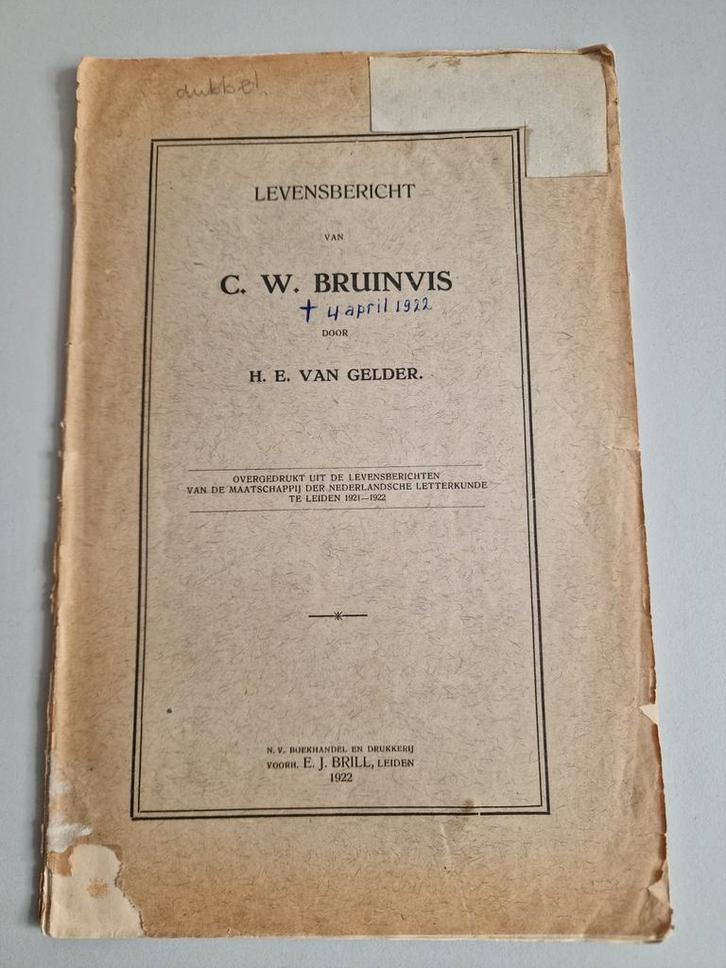 dubbel.
LEVENSBERICHT
VAN
C. W. BRUINVIS
† 4 april 1922
DOOR
H. E. VAN GELDER.
OVERGEDRUKT UIT DE LEVENSBERICHTEN
VAN DE MAATSCHAPPIJ DER NEDERLANDSCHE LETTERKUNDE
TE LEIDEN 1921—1922
N. V. BOEKHANDEL EN DRUKKERIJ
VOORH. E. J. BRILL, LEIDEN
1922